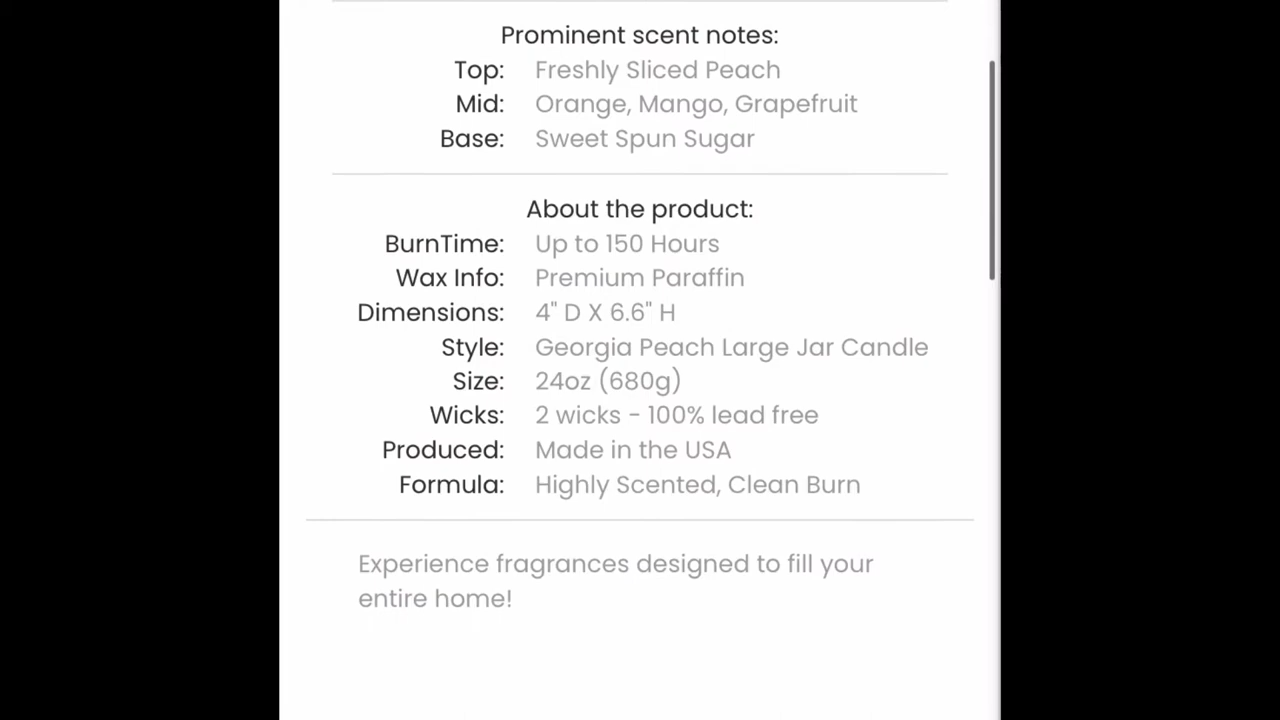 Prominent scent notes:
Top: Freshly Sliced Peach
Mid: Orange, Mango, Grapefruit
Base: Sweet Spun Sugar
About the product:
BurnTime: Up to 150 Hours
Wax Info: Premium Paraffin
Dimensions: 4" D X 6.6" H
Style: Georgia Peach Large Jar Candle
Size: 24oz (680g)
Wicks: 2 wicks - 100% lead free
Produced: Made in the USA
Formula: Highly Scented, Clean Burn
Experience fragrances designed to fill your
entire home!